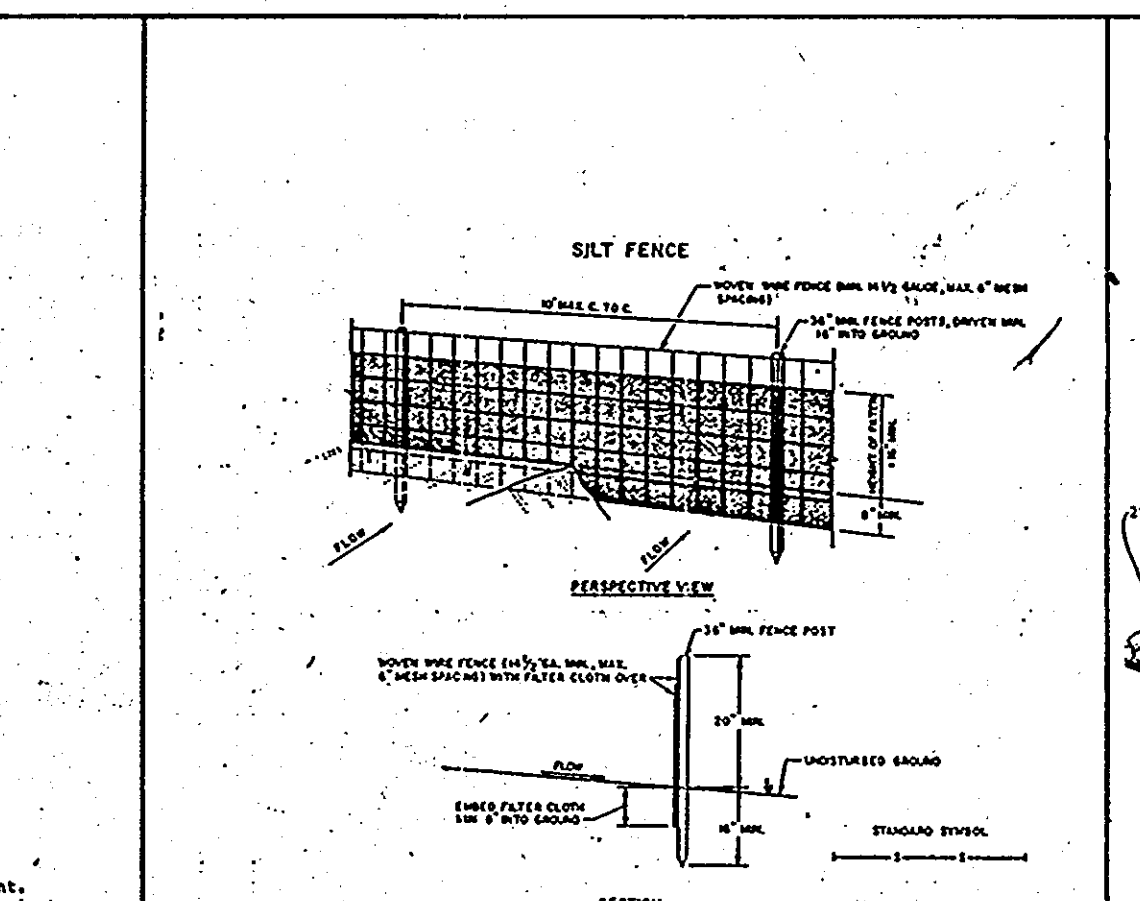 SILT FENCE
WOVEN WIRE FENCE (MIN. 14 1/2 GAUGE, MAX. 6" MESH
SPACING)
10' MAX. C. TO C.
36" MIN. FENCE POSTS, DRIVEN MIN.
16" INTO GROUND
HEIGHT OF FILTER
16" MIN.
8" MIN.
FLOW
FLOW
PERSPECTIVE VIEW
36" MIN. FENCE POST
WOVEN WIRE FENCE (14 1/2 GA. MIN., MAX.
6" MESH SPACING) WITH FILTER CLOTH OVER
20" MIN.
FLOW
UNDISTURBED GROUND
EMBED FILTER CLOTH
MIN. 8" INTO GROUND
16" MIN.
STANDARD SYMBOL
S S
nt.
SECTION